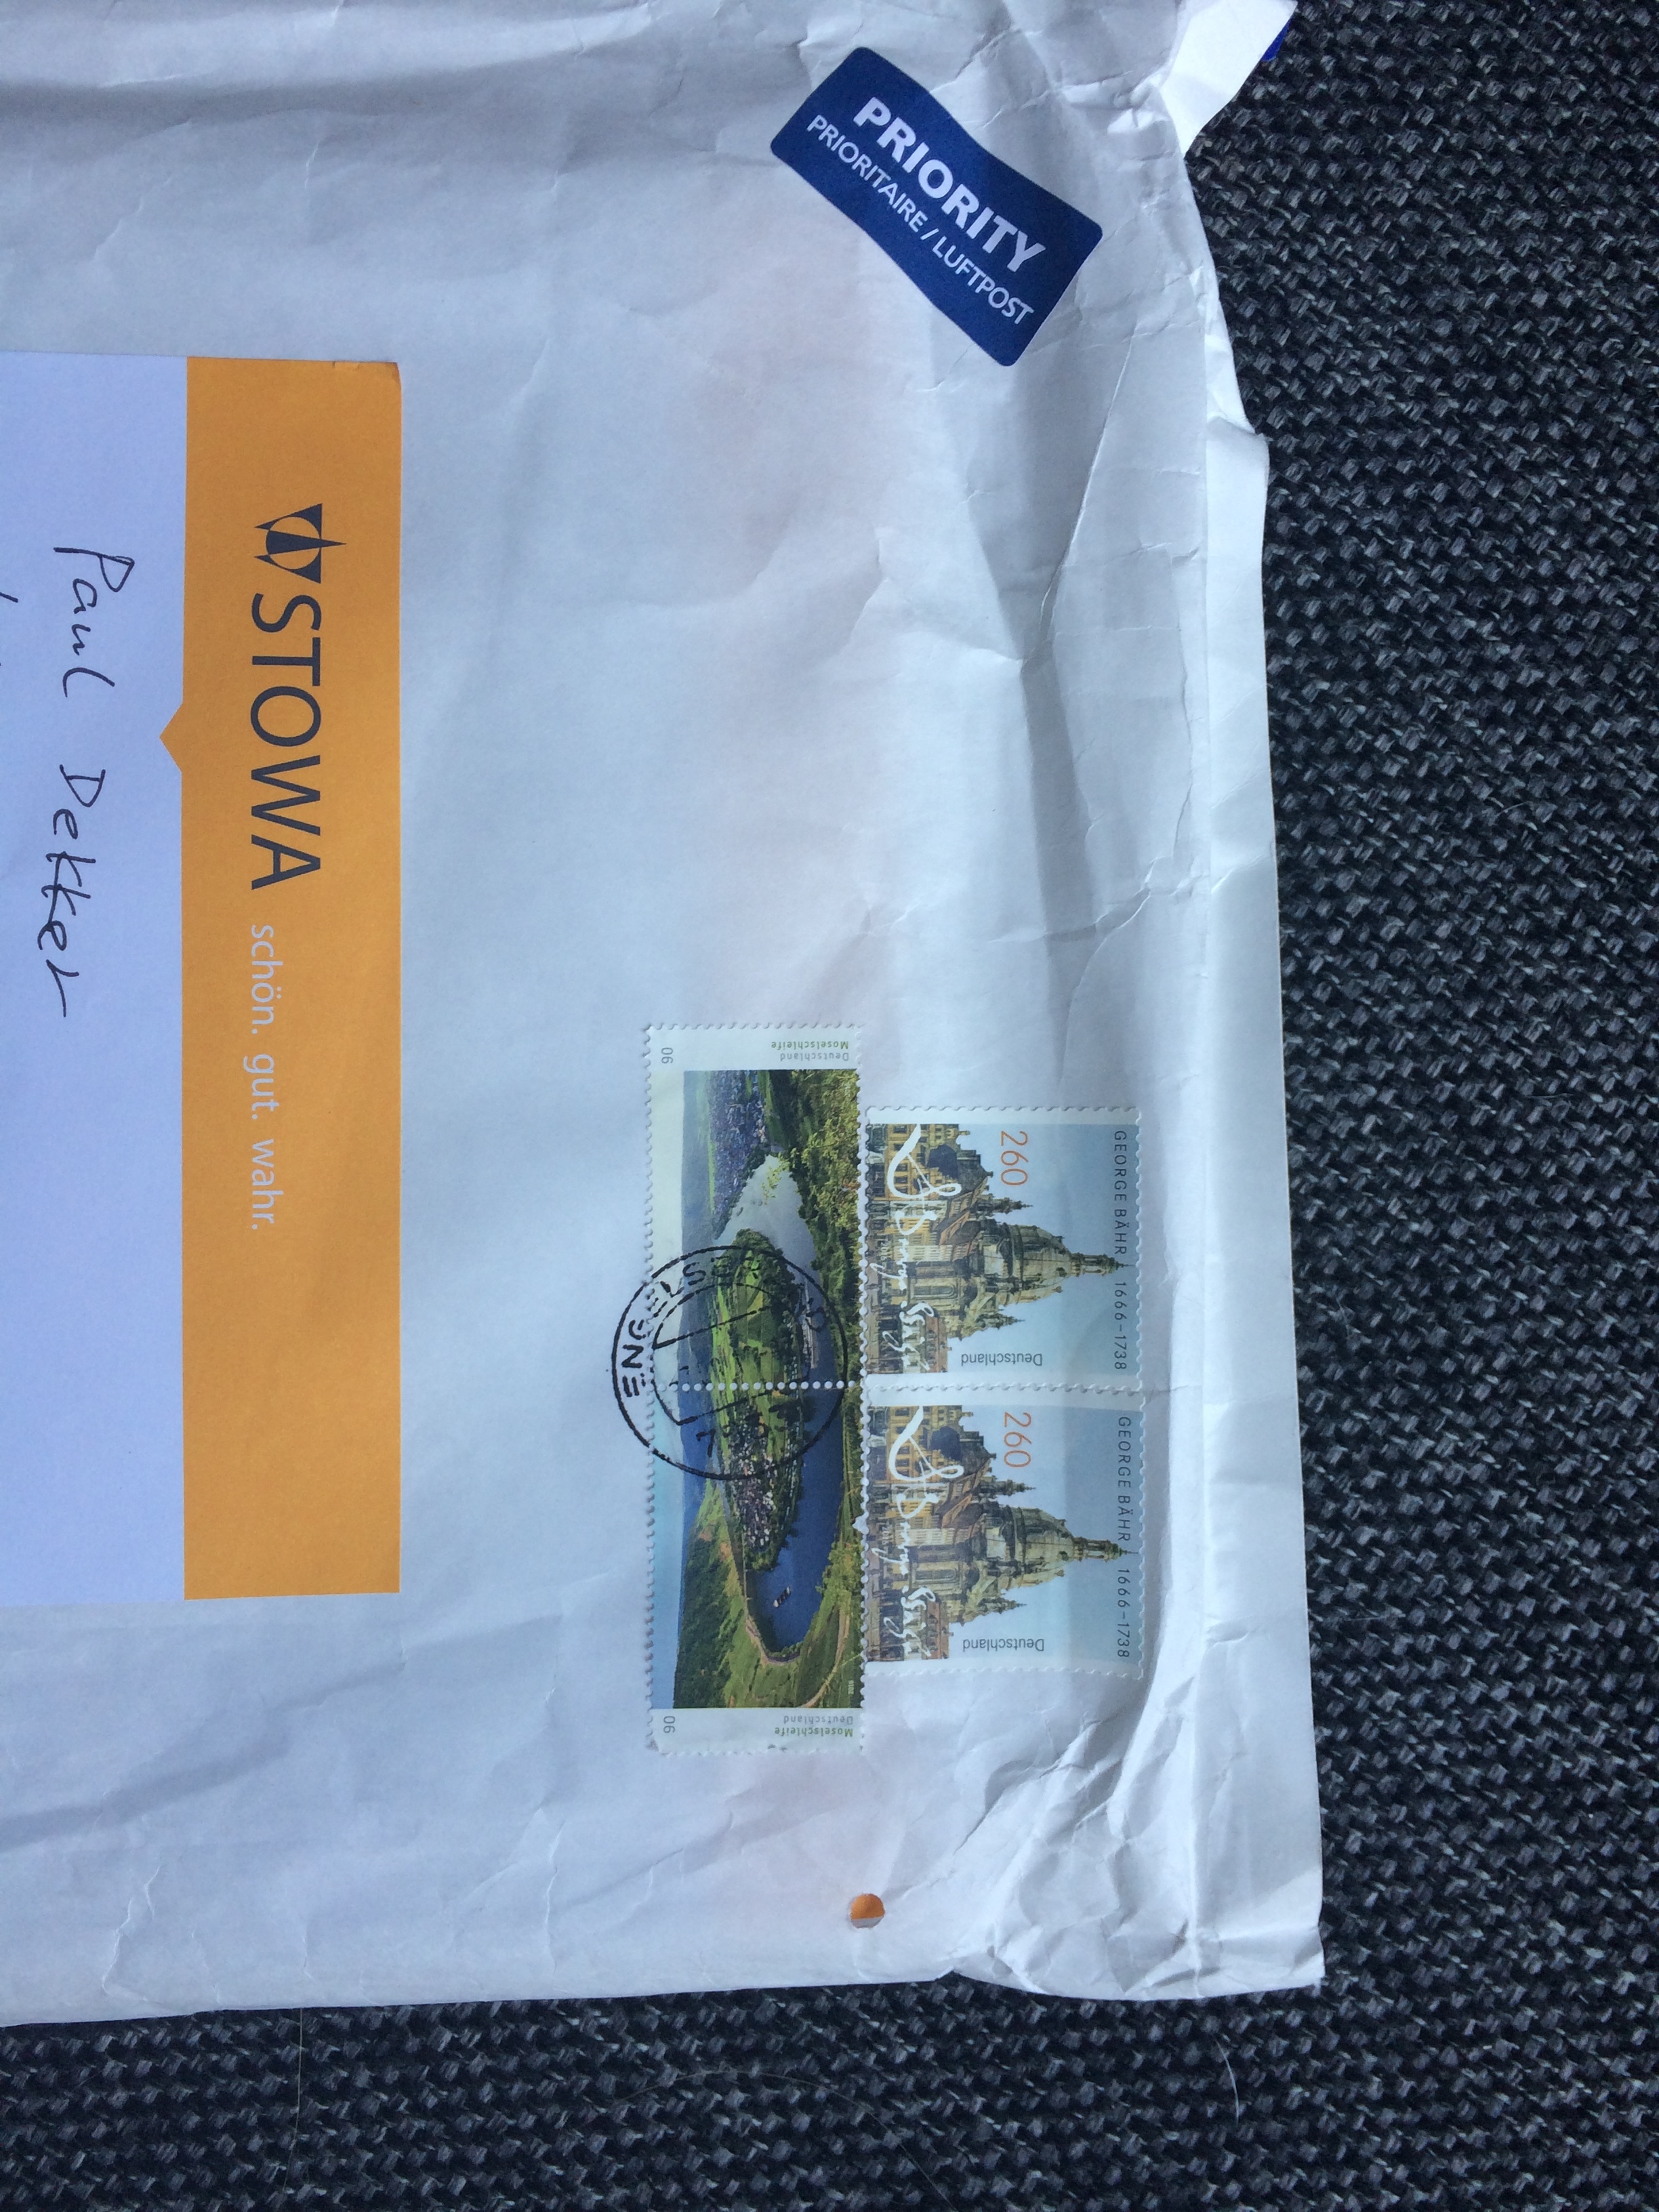 PRIORITY
PRIORITAIRE / LUFTPOST
GEORGE BÄHR 1666–1738
260
Deutschland
GEORGE BÄHR 1666–1738
260
Deutschland
Moselschleife
Deutschland
90
Moselschleife
Deutschland
90
STOWA schön. gut. wahr.
Paul Dekker